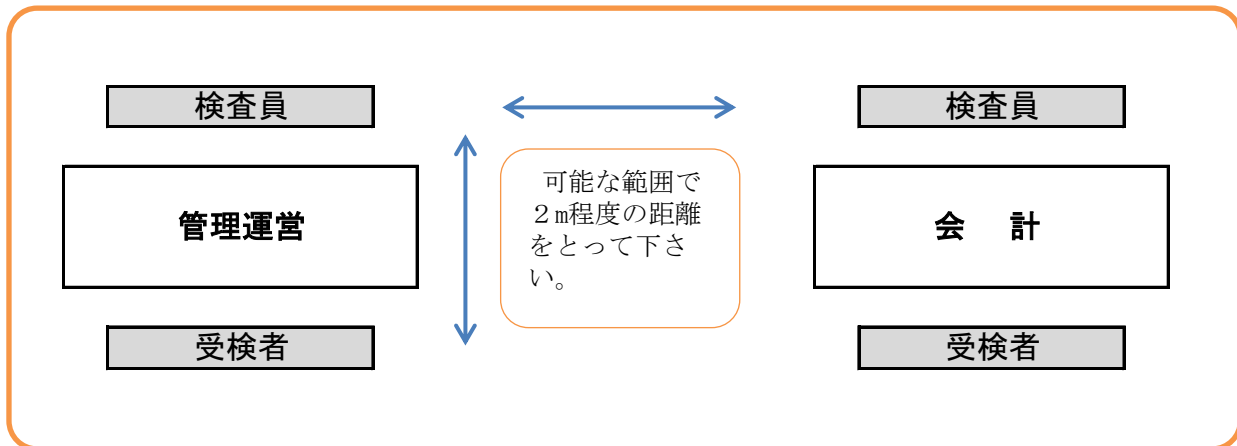 検査員
検査員
管理運営
可能な範囲で
２ｍ程度の距離
をとって下さ
い。
会　計
受検者
受検者